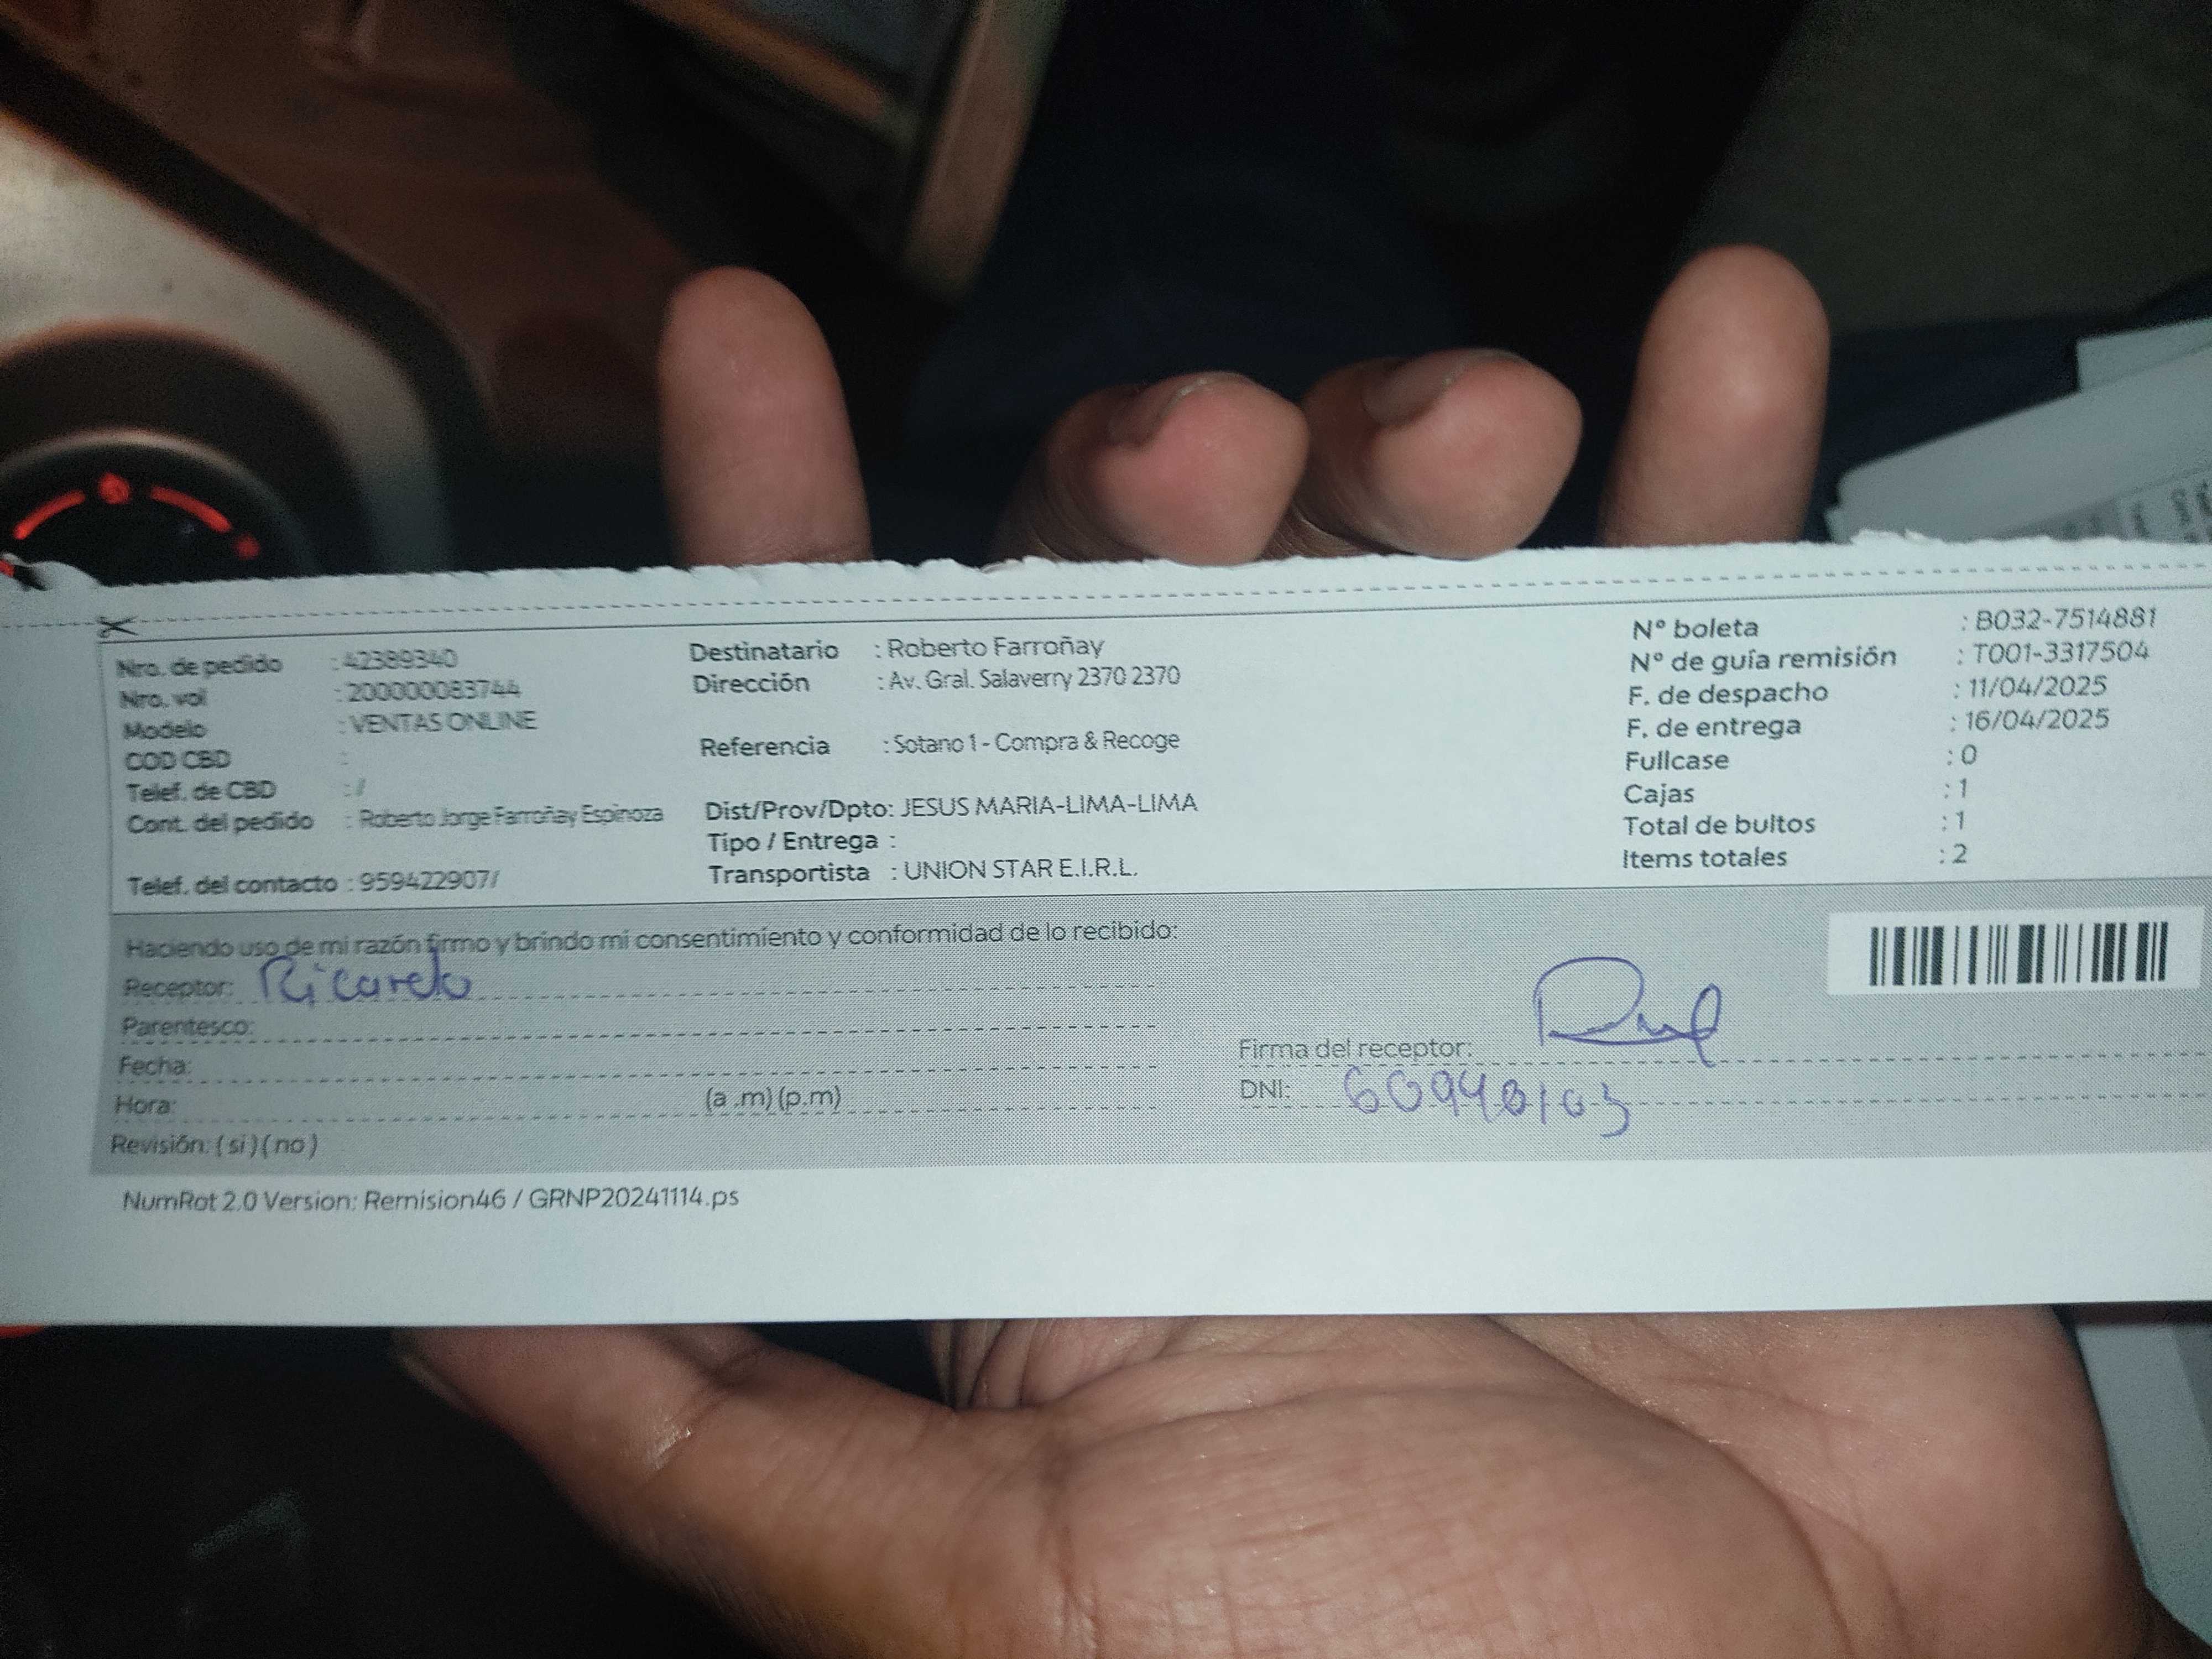 Nro. de pedido : 42389340
Nro. vol : 200000083744
Modelo : VENTAS ONLINE
COD CBD :
Telef. de CBD : /
Cont. del pedido : Roberto Jorge Farroñay Espinoza
Telef. del contacto : 959422907/
Destinatario : Roberto Farroñay
Dirección : Av. Gral. Salaverry 2370 2370
Referencia : Sotano 1 - Compra & Recoge
Dist/Prov/Dpto: JESUS MARIA-LIMA-LIMA
Tipo / Entrega :
Transportista : UNION STAR E.I.R.L.
Nº boleta : B032-7514881
Nº de guía remisión : T001-3317504
F. de despacho : 11/04/2025
F. de entrega : 16/04/2025
Fullcase : 0
Cajas : 1
Total de bultos : 1
Items totales : 2
Haciendo uso de mi razón firmo y brindo mi consentimiento y conformidad de lo recibido:
Receptor: Ricardo
Parentesco:
Fecha:
Hora: (a .m) (p.m)
Revisión: ( si ) ( no )
Firma del receptor:
DNI: 60940103
NumRot 2.0 Version: Remision46 / GRNP20241114.ps